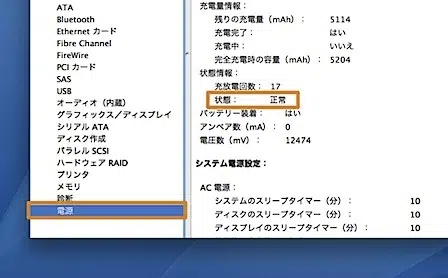 ATA
Bluetooth
Ethernet カード
Fibre Channel
FireWire
PCI カード
SAS
USB
オーディオ（内蔵）
グラフィックス／ディスプレイ
シリアル ATA
ディスク作成
パラレル SCSI
ハードウェア RAID
プリンタ
メモリ
診断
電源
充電量情報：
残りの充電量（mAh）： 5114
充電完了： はい
充電中： いいえ
完全充電時の容量（mAh）： 5204
状態情報：
充放電回数： 17
状態： 正常
バッテリー装着： はい
アンペア数（mA）： 0
電圧数（mV）： 12474
システム電源設定：
AC 電源：
システムのスリープタイマー（分）： 10
ディスクのスリープタイマー（分）： 10
ディスプレイのスリープタイマー（分）： 10